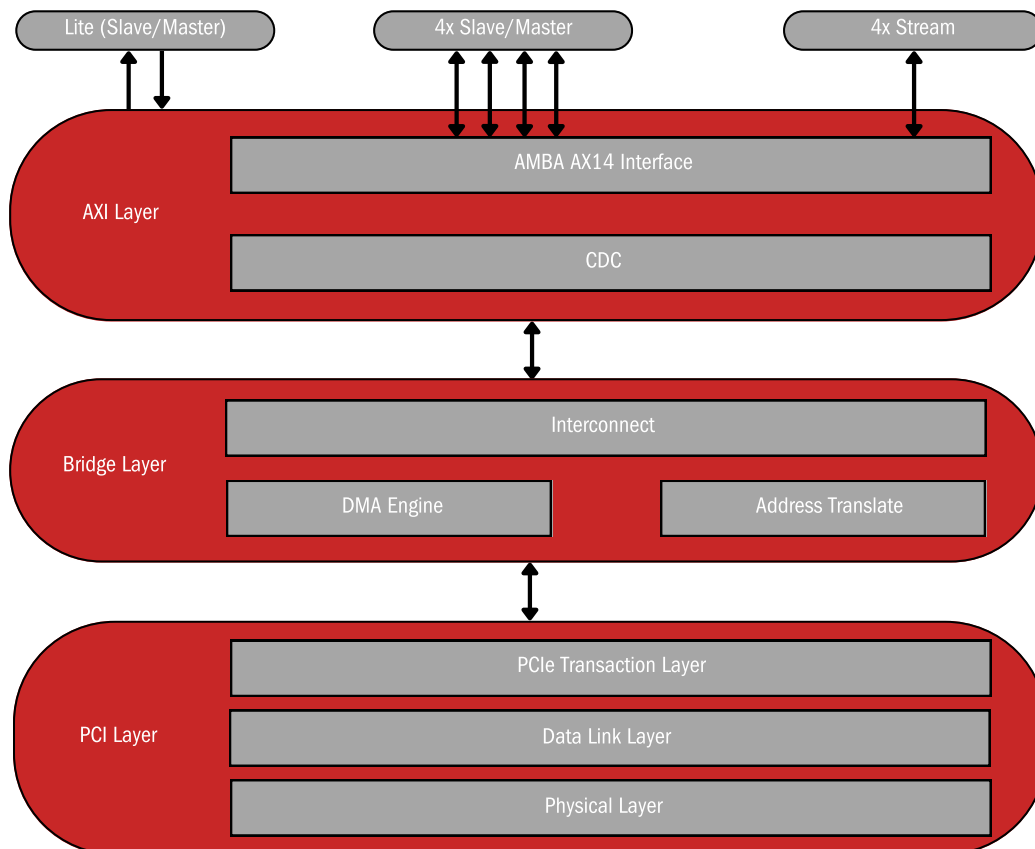 Lite (Slave/Master)
4x Slave/Master
4x Stream
AMBA AX14 Interface
AXI Layer
CDC
Interconnect
Bridge Layer
DMA Engine
Address Translate
PCIe Transaction Layer
PCI Layer
Data Link Layer
Physical Layer